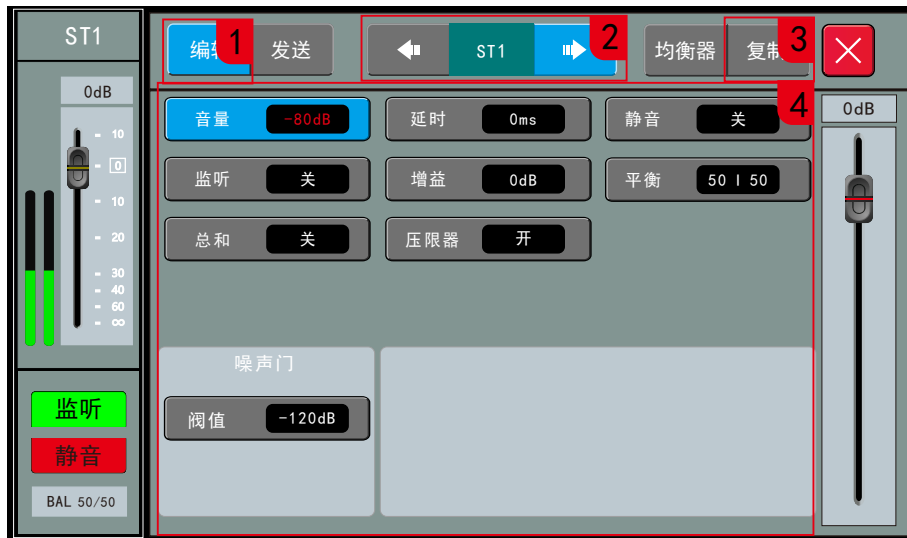 ST1
0dB
10
0
10
20
30
40
60
∞
监听
静音
BAL 50/50
1
发送
ST1
2
均衡器
3
4
音量 -80dB
延时 0ms
静音 关
监听 关
增益 0dB
平衡 50 I 50
总和 关
压限器 开
噪声门
阀值 -120dB
0dB